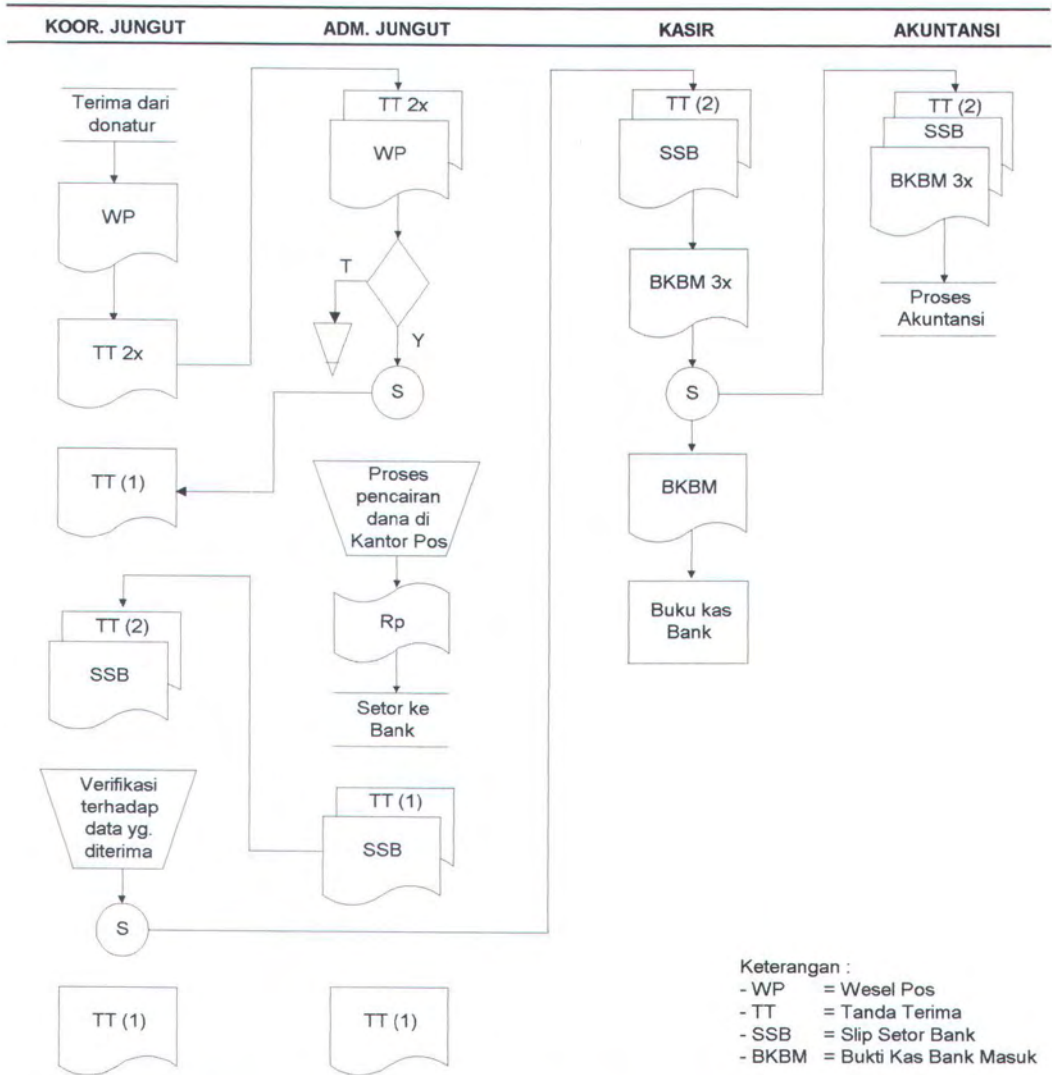 KOOR. JUNGUT
ADM. JUNGUT
KASIR
AKUNTANSI
Terima dari
donatur
WP
TT 2x
TT (1)
TT (2)
SSB
Verifikasi
terhadap
data yg.
diterima
S
TT (1)
TT 2x
WP
T
Y
S
Proses
pencairan
dana di
Kantor Pos
Rp
Setor ke
Bank
TT (1)
SSB
TT (1)
TT (2)
SSB
BKBM 3x
S
BKBM
Buku kas
Bank
TT (2)
SSB
BKBM 3x
Proses
Akuntansi
Keterangan :
- WP = Wesel Pos
- TT = Tanda Terima
- SSB = Slip Setor Bank
- BKBM = Bukti Kas Bank Masuk